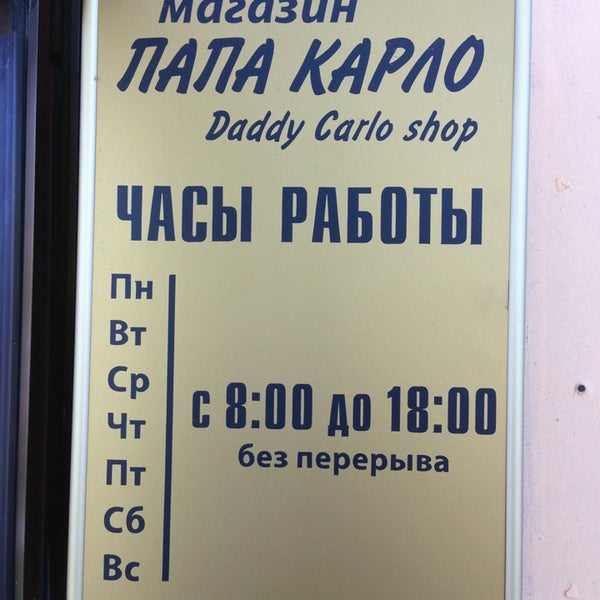 магазин
ПАПА КАРЛО
Daddy Carlo shop
ЧАСЫ РАБОТЫ
Пн
Вт
Ср
Чт
Пт
Сб
Вс
с 8:00 до 18:00
без перерыва